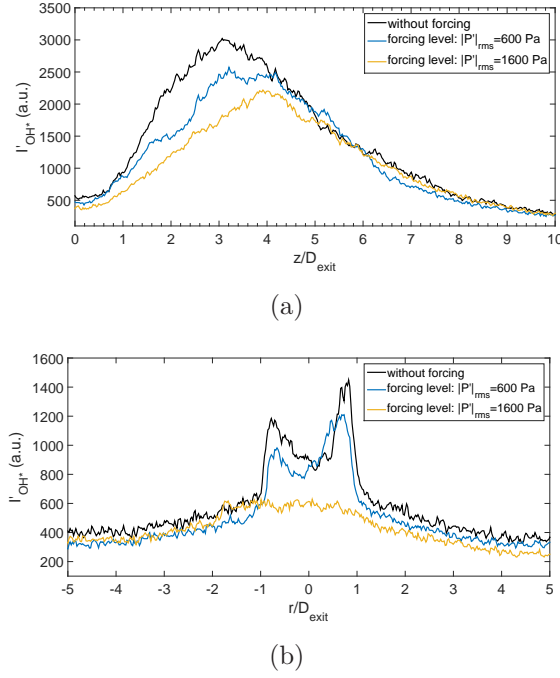 3500
3000
2500
2000
1500
1000
500
I'OH* (a.u.)
without forcing
forcing level: |P'|rms=600 Pa
forcing level: |P'|rms=1600 Pa
0 1 2 3 4 5 6 7 8 9 10
z/Dexit
(a)
1600
1400
1200
1000
800
600
400
200
I'OH* (a.u.)
without forcing
forcing level: |P'|rms=600 Pa
forcing level: |P'|rms=1600 Pa
-5 -4 -3 -2 -1 0 1 2 3 4 5
r/Dexit
(b)